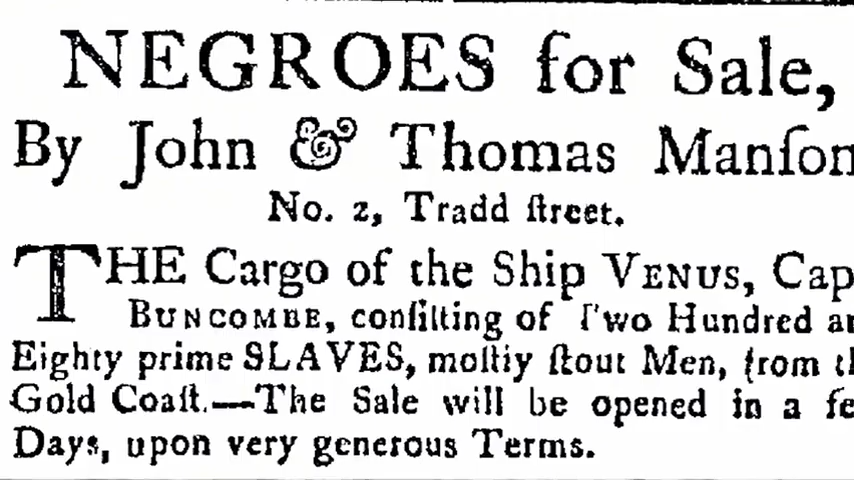 NEGROES for Sale,
By John & Thomas Manſon
No. 2, Tradd ſtreet.
THE Cargo of the Ship VENUS, Cap
BUNCOMBE, conſiſting of Two Hundred an
Eighty prime SLAVES, moſtly ſtout Men, from th
Gold Coaſt.—The Sale will be opened in a fe
Days, upon very generous Terms.